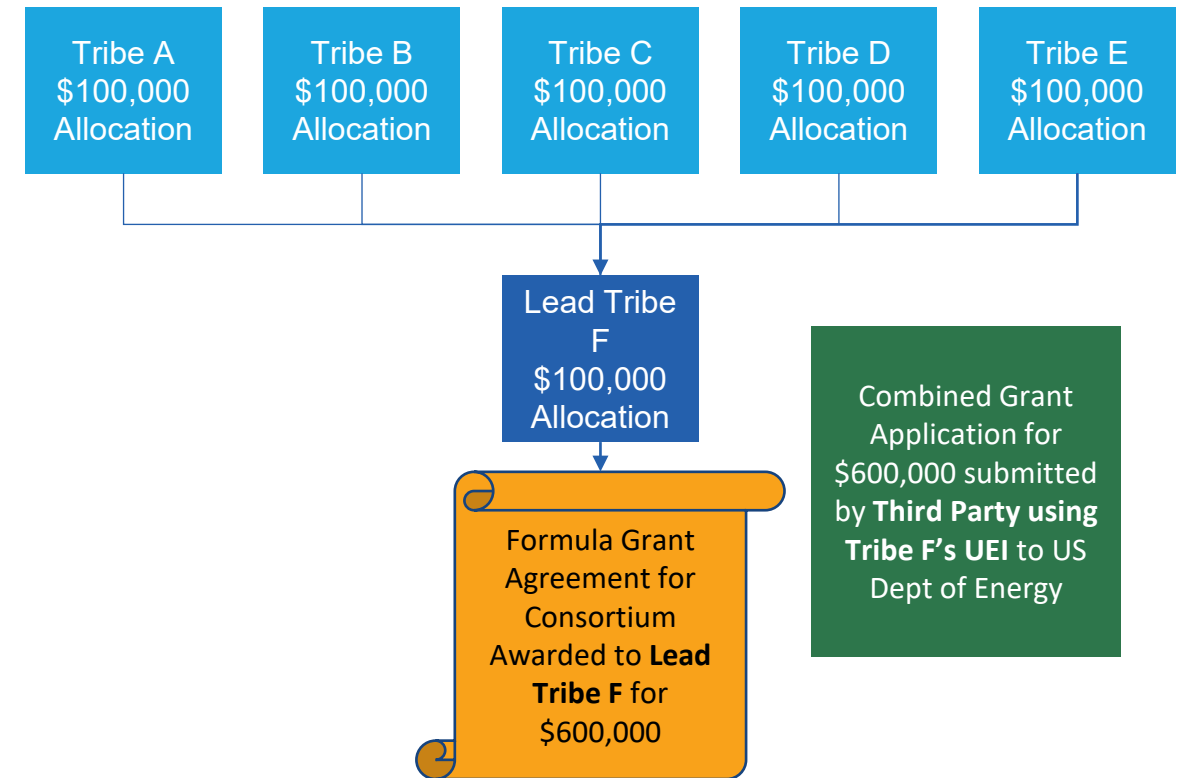 Tribe A
$100,000
Allocation
Tribe B
$100,000
Allocation
Tribe C
$100,000
Allocation
Tribe D
$100,000
Allocation
Tribe E
$100,000
Allocation
Lead Tribe
F
$100,000
Allocation
Combined Grant
Application for
$600,000 submitted
by Third Party using
Tribe F’s UEI to US
Dept of Energy
Formula Grant
Agreement for
Consortium
Awarded to Lead
Tribe F for
$600,000